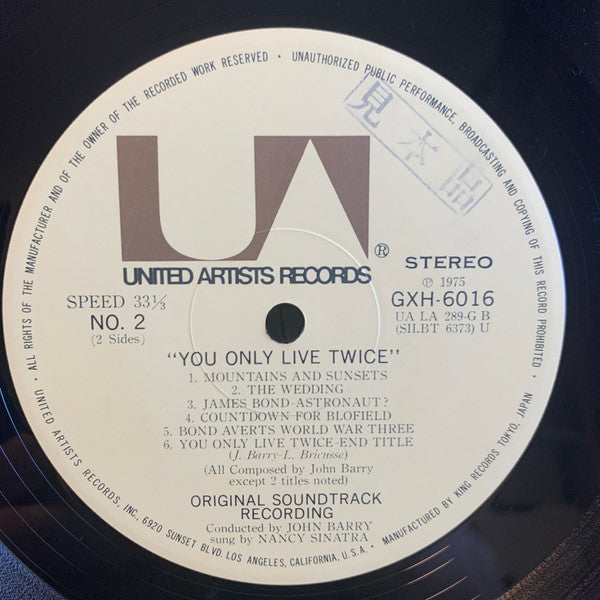 ALL RIGHTS OF THE MANUFACTURER AND OF THE OWNER OF THE RECORDED WORK RESERVED · UNAUTHORIZED PUBLIC PERFORMANCE, BROADCASTING AND COPYING OF THIS RECORD PROHIBITED
見本品
UA
®
UNITED ARTISTS RECORDS
STEREO
SPEED 33⅓
℗ 1975
NO. 2
GXH-6016
(2 Sides)
UA LA 289-G B
(SILBT 6373) U
"YOU ONLY LIVE TWICE"
1. MOUNTAINS AND SUNSETS
2. THE WEDDING
3. JAMES BOND-ASTRONAUT?
4. COUNTDOWN FOR BLOFIELD
5. BOND AVERTS WORLD WAR THREE
6. YOU ONLY LIVE TWICE-END TITLE
(J. Barry-L. Bricusse)
(All Composed by John Barry
except 2 titles noted)
ORIGINAL SOUNDTRACK
RECORDING
Conducted by JOHN BARRY
sung by NANCY SINATRA
UNITED ARTISTS RECORDS, INC., 6920 SUNSET BLVD. LOS ANGELES, CALIFORNIA, U.S.A. · MANUFACTURED BY KING RECORDS TOKYO, JAPAN